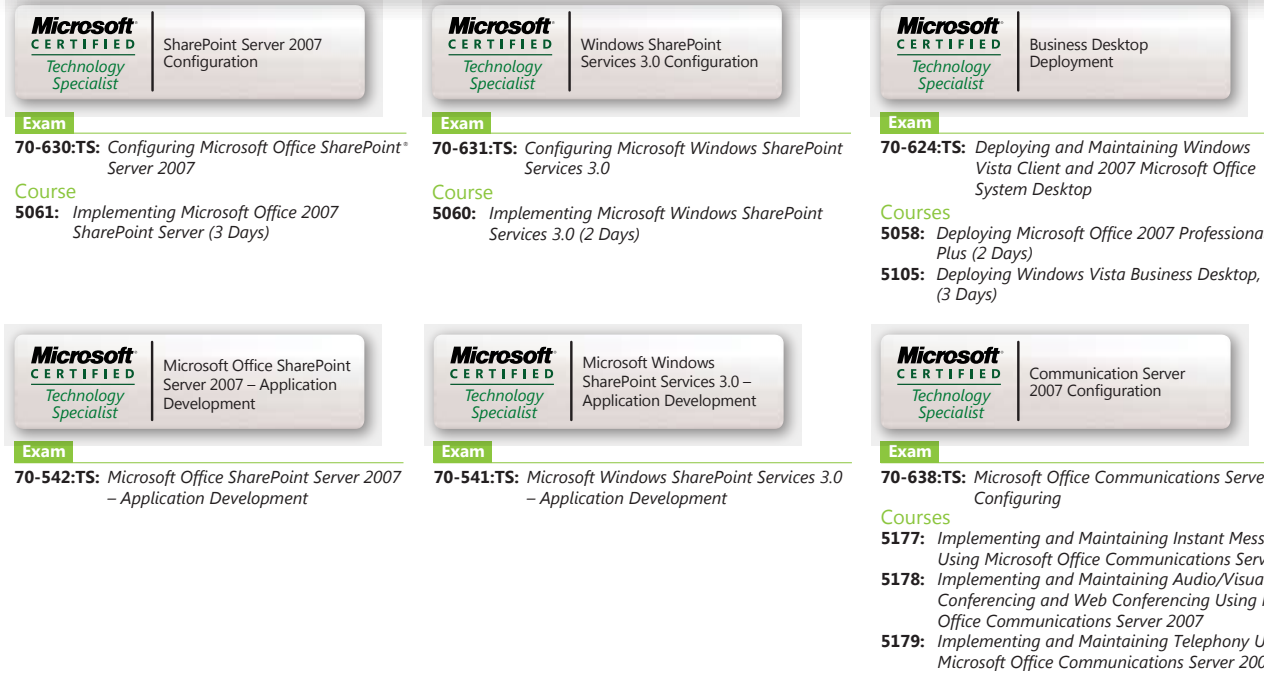 Microsoft
CERTIFIED
Technology
Specialist
SharePoint Server 2007
Configuration
Exam
70-630:TS: Configuring Microsoft Office SharePoint®
Server 2007
Course
5061: Implementing Microsoft Office 2007
SharePoint Server (3 Days)
Microsoft
CERTIFIED
Technology
Specialist
Windows SharePoint
Services 3.0 Configuration
Exam
70-631:TS: Configuring Microsoft Windows SharePoint
Services 3.0
Course
5060: Implementing Microsoft Windows SharePoint
Services 3.0 (2 Days)
Microsoft
CERTIFIED
Technology
Specialist
Business Desktop
Deployment
Exam
70-624:TS: Deploying and Maintaining Windows
Vista Client and 2007 Microsoft Office
System Desktop
Courses
5058: Deploying Microsoft Office 2007 Professiona
Plus (2 Days)
5105: Deploying Windows Vista Business Desktop,
(3 Days)
Microsoft
CERTIFIED
Technology
Specialist
Microsoft Office SharePoint
Server 2007 – Application
Development
Exam
70-542:TS: Microsoft Office SharePoint Server 2007
– Application Development
Microsoft
CERTIFIED
Technology
Specialist
Microsoft Windows
SharePoint Services 3.0 –
Application Development
Exam
70-541:TS: Microsoft Windows SharePoint Services 3.0
– Application Development
Microsoft
CERTIFIED
Technology
Specialist
Communication Server
2007 Configuration
Exam
70-638:TS: Microsoft Office Communications Serve
Configuring
Courses
5177: Implementing and Maintaining Instant Mess
Using Microsoft Office Communications Serv
5178: Implementing and Maintaining Audio/Visua
Conferencing and Web Conferencing Using
Office Communications Server 2007
5179: Implementing and Maintaining Telephony U
Microsoft Office Communications Server 200